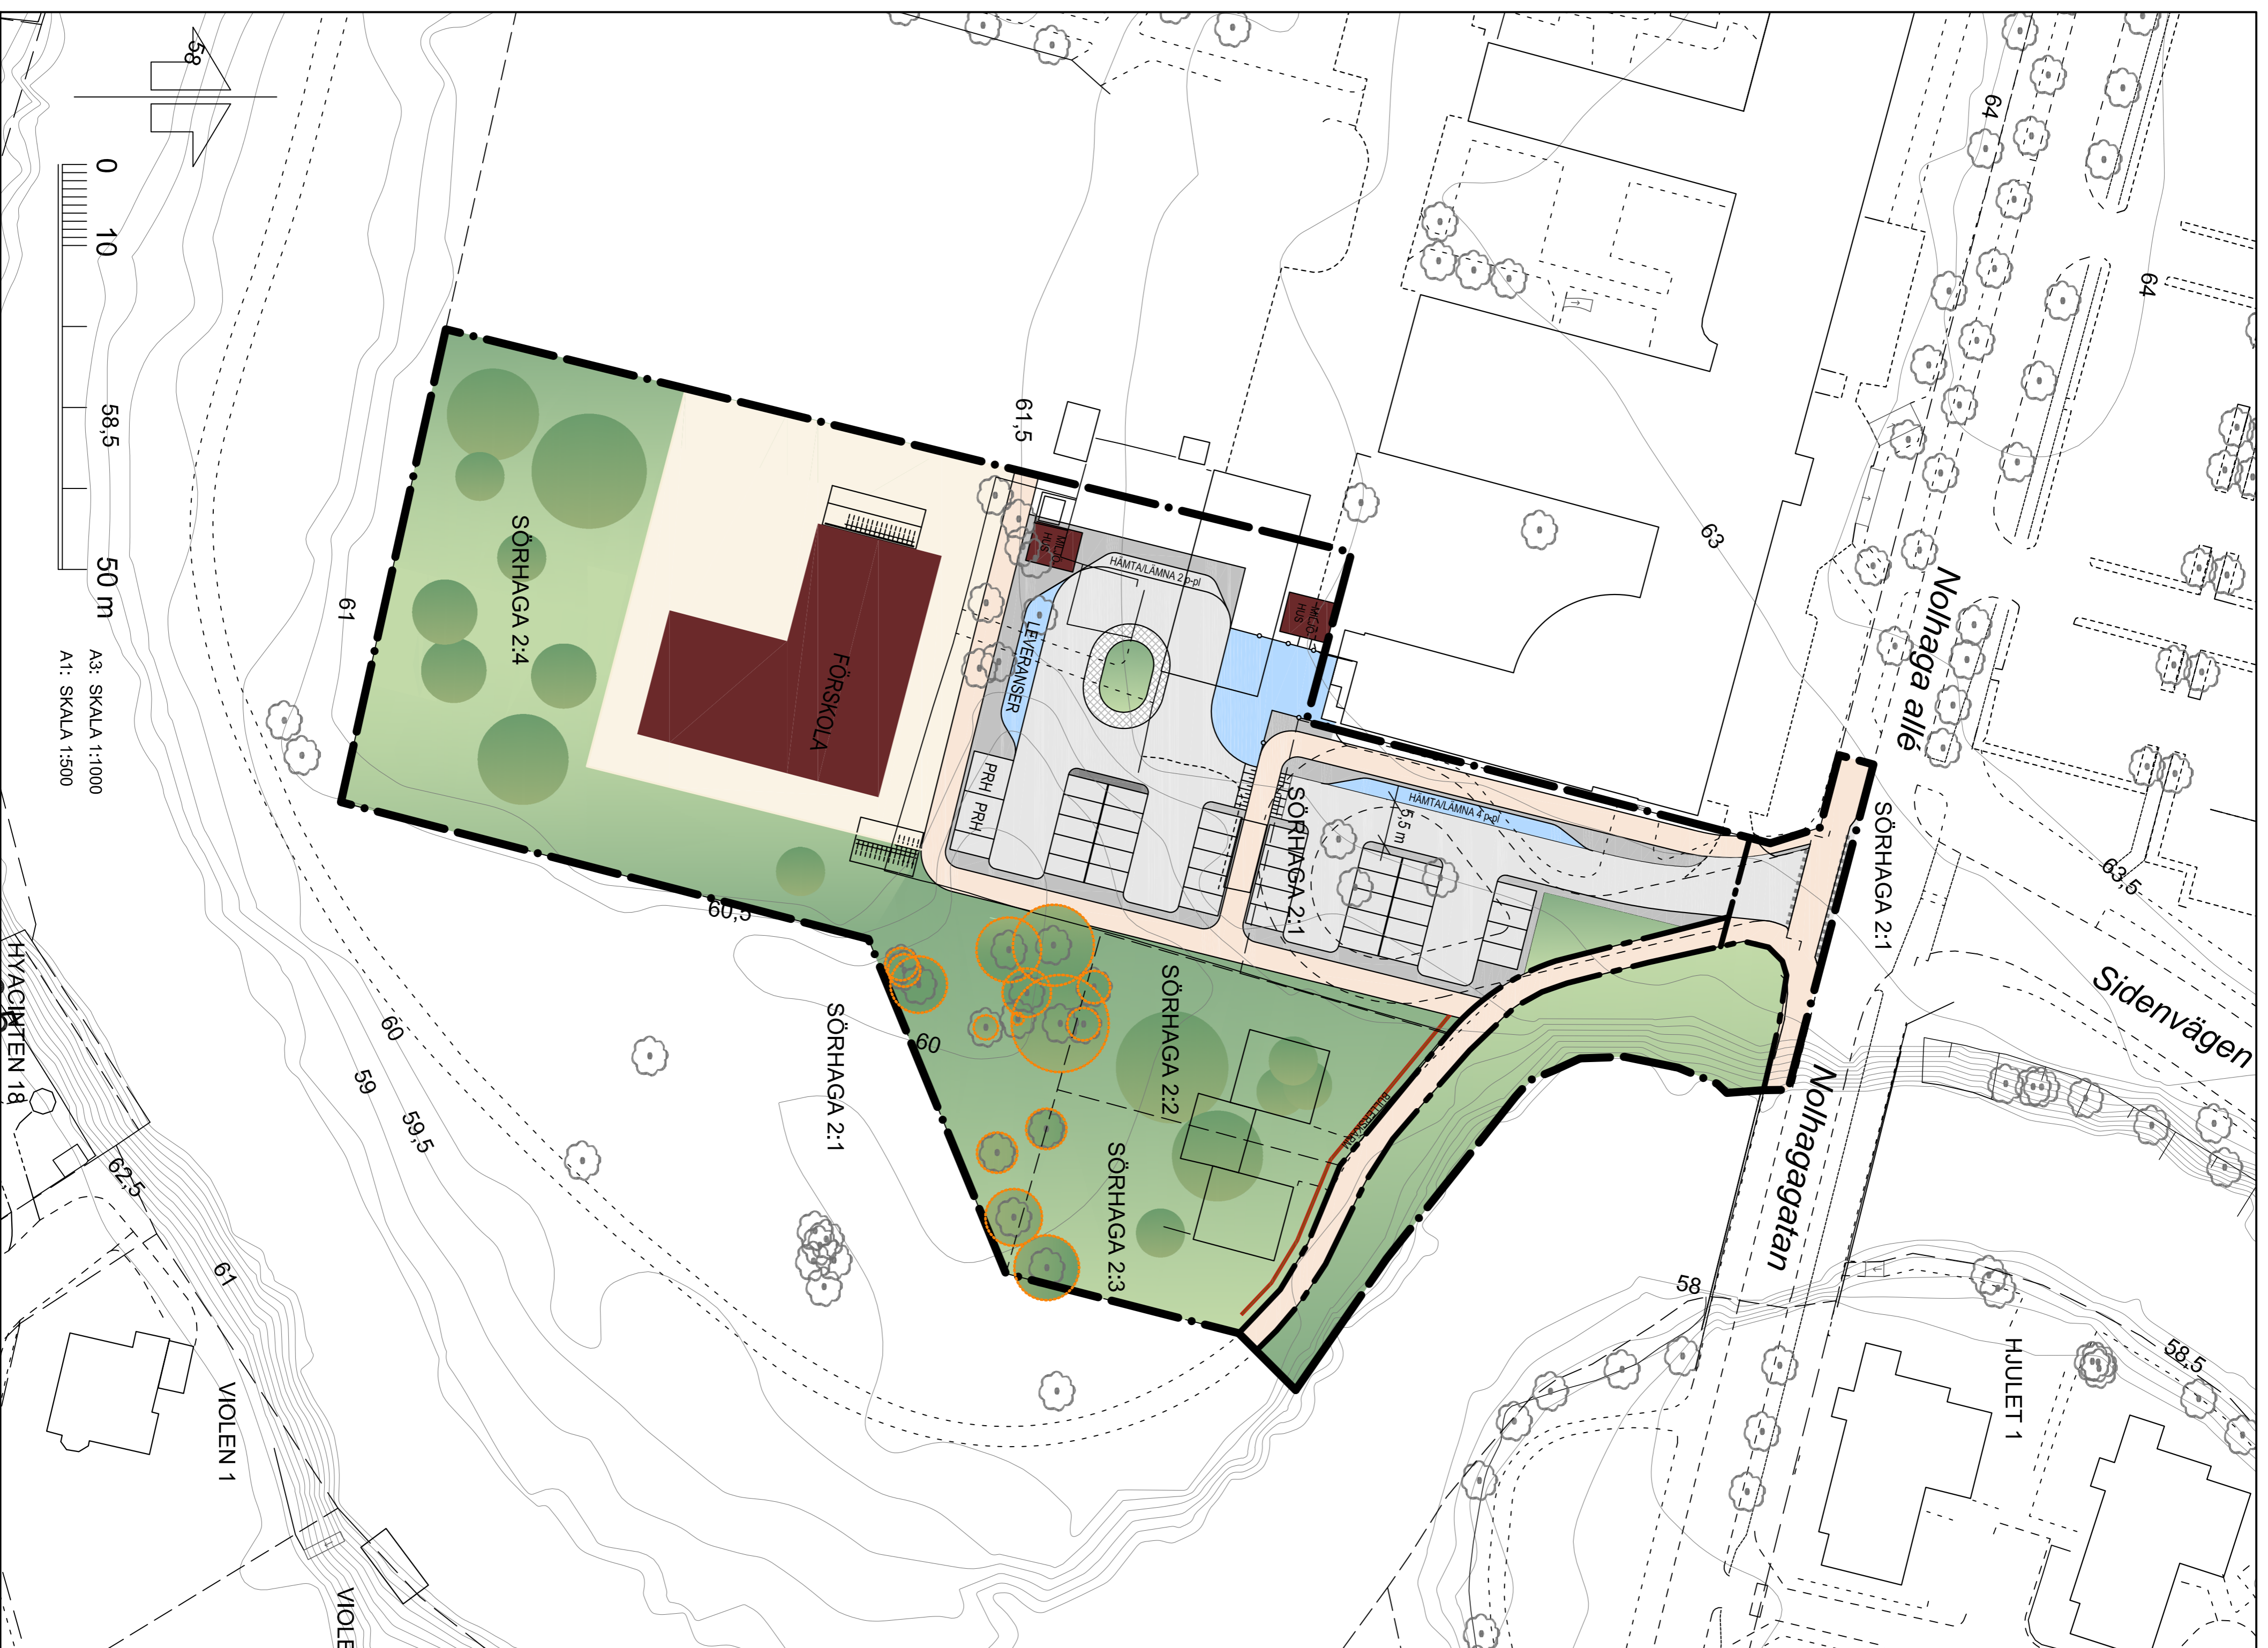 58
0 10 50 m
A3: SKALA 1:1000
A1: SKALA 1:500
58,5
61
61,5
63
64
64
63,5
Nolhaga allé
Sidenvägen
Nolhagagatan
SÖRHAGA 2:1
SÖRHAGA 2:4
FÖRSKOLA
MILJÖ
HUS
MILJÖ
HUS
HÄMTA/LÄMNA 2 p-pl
LEVERANSER
PRH PRH
SÖRHAGA 2:1
HÄMTA/LÄMNA 4 p-pl
5,5 m
60,5
60
SÖRHAGA 2:2
SÖRHAGA 2:3
SÖRHAGA 2:1
BULLERSKÄRM
60
59
59,5
62,5
61
58
58,5
HJULET 1
HYACINTEN 18
VIOLEN 1
VIOLE